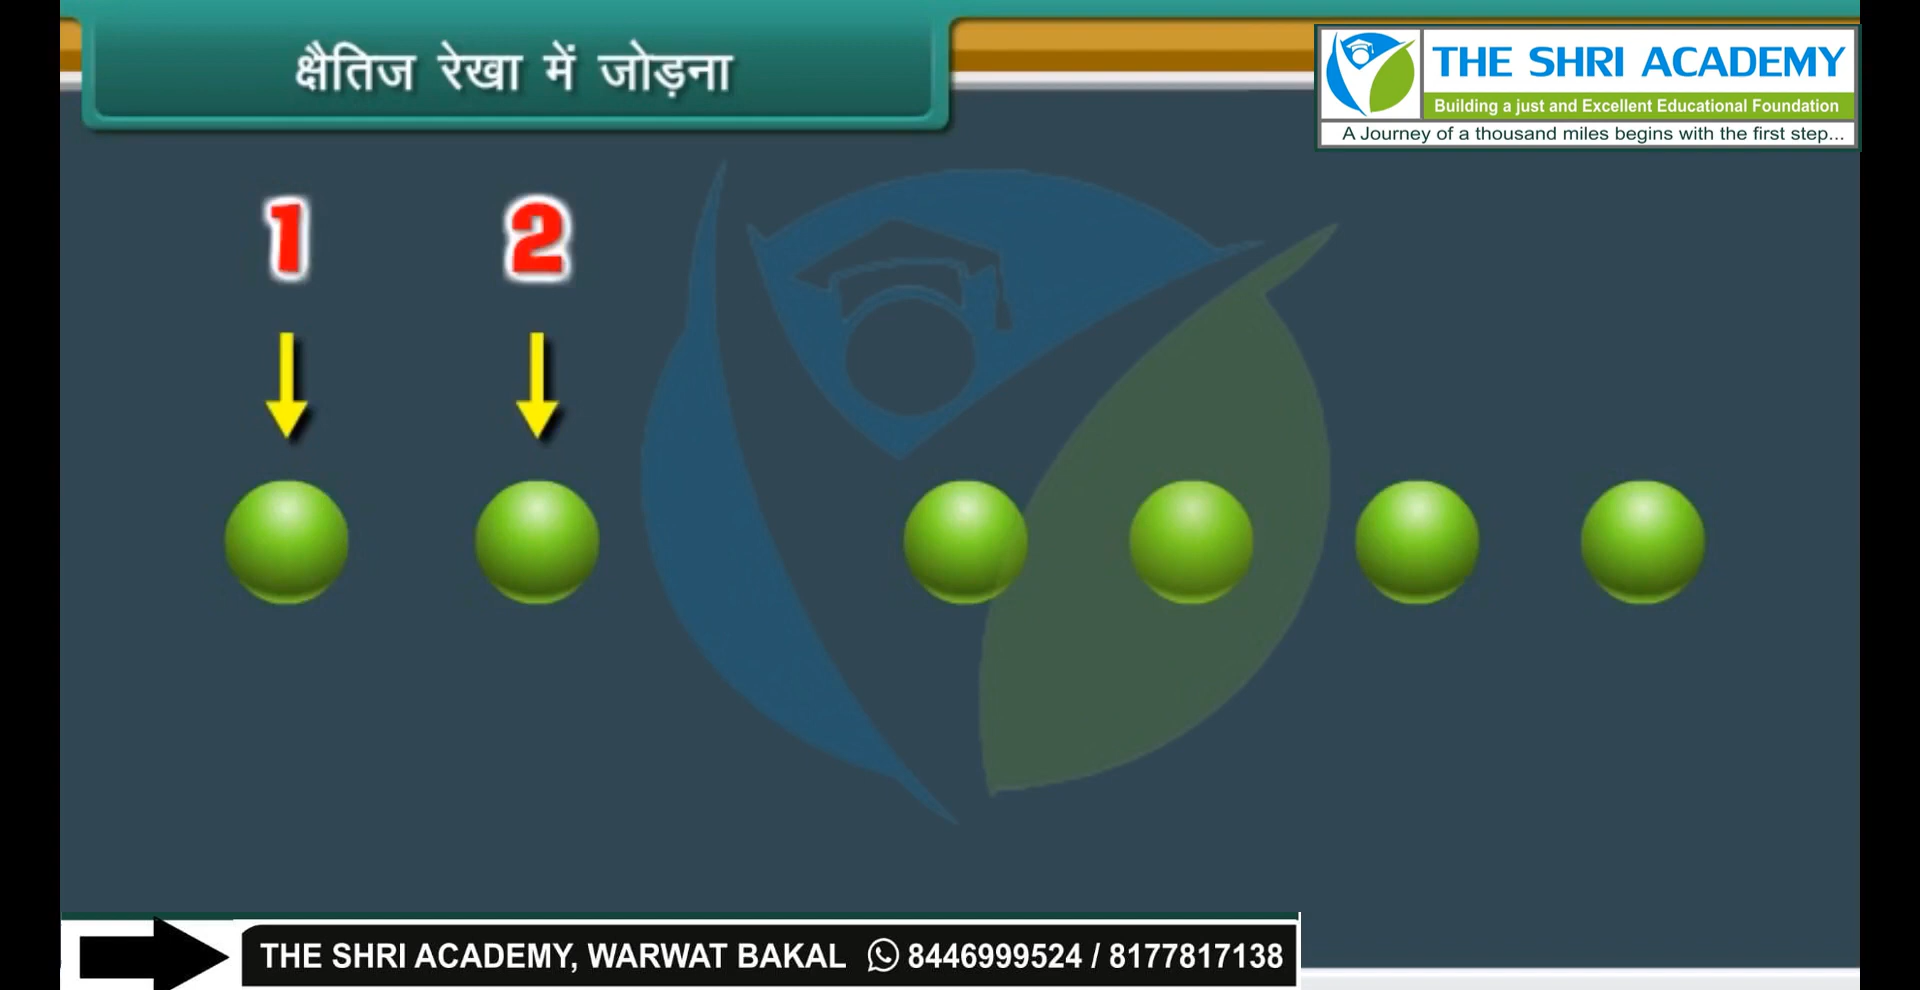 क्षैतिज रेखा में जोड़ना
THE SHRI ACADEMY
Building a just and Excellent Educational Foundation
A Journey of a thousand miles begins with the first step...
1 2
THE SHRI ACADEMY, WARWAT BAKAL 8446999524 / 8177817138